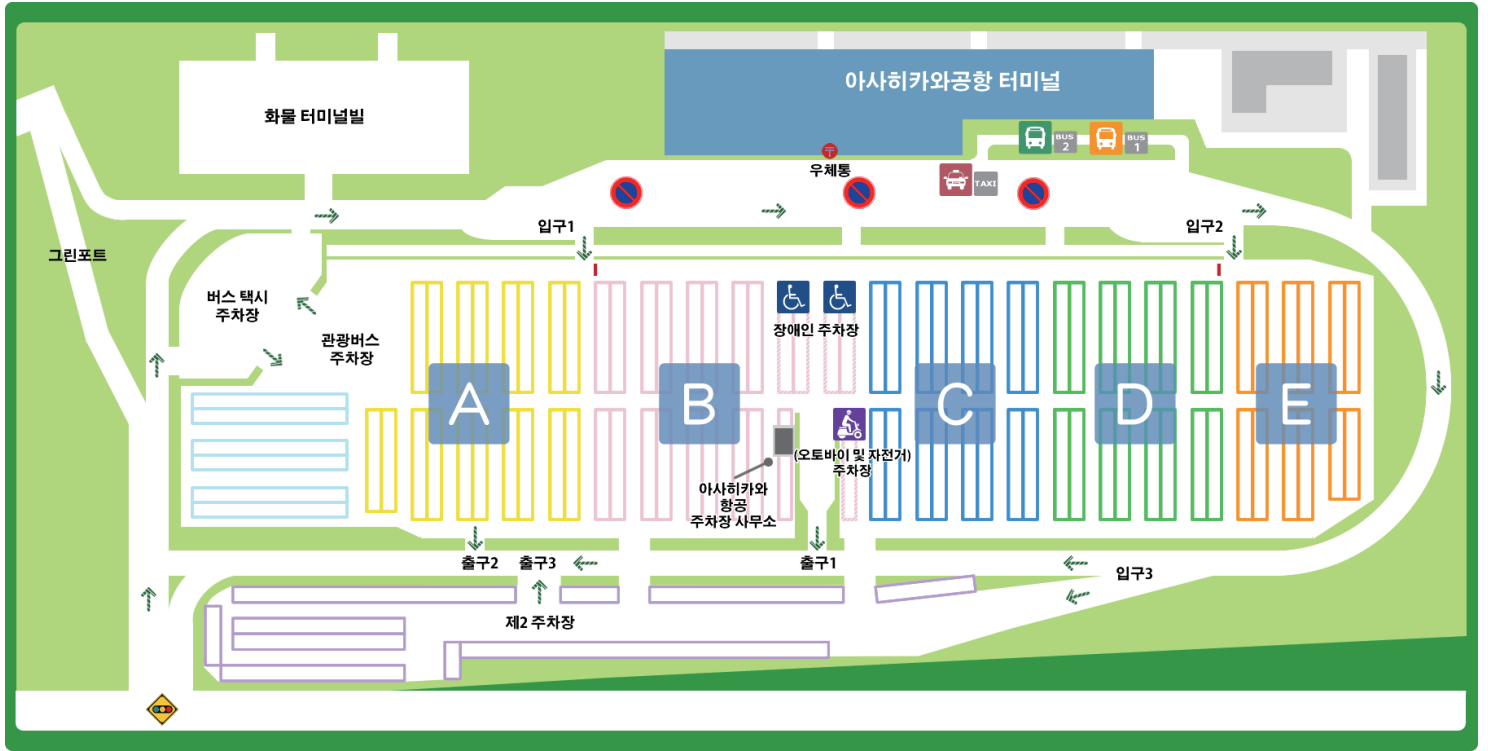 아사히카와공항 터미널
화물 터미널빌
BUS
2
BUS
1
우체통
TAXI
입구1
입구2
그린포트
버스 택시
주차장
관광버스
주차장
장애인 주차장
A
B
C
D
E
(오토바이 및 자전거)
주차장
아사히카와
항공
주차장 사무소
출구2
출구3
출구1
입구3
제2 주차장